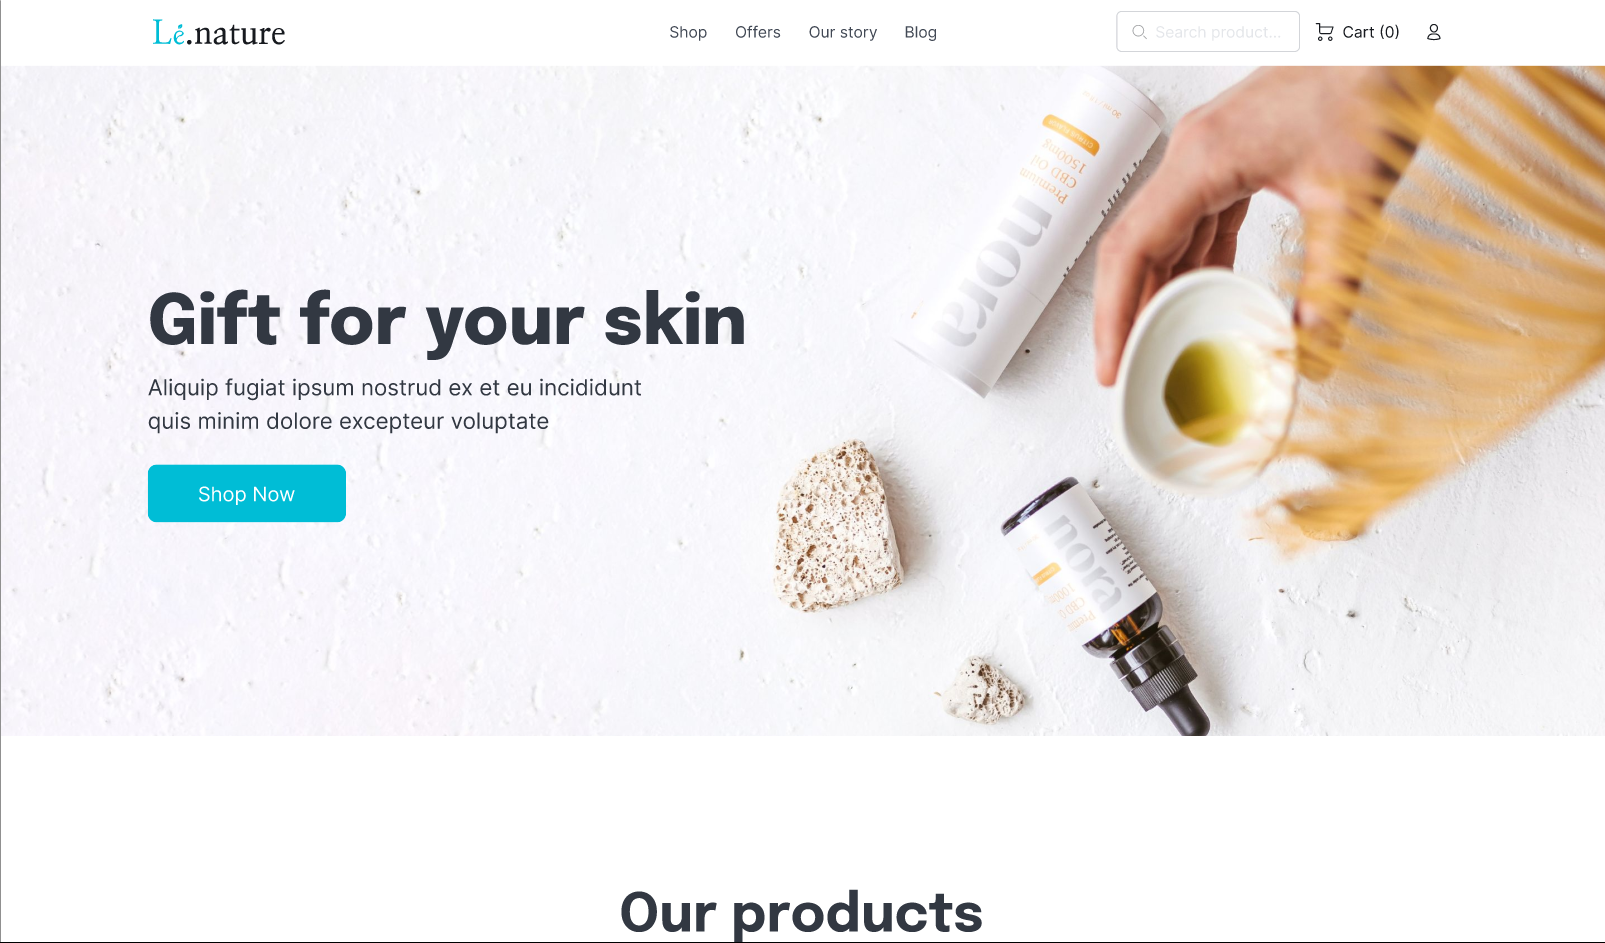 Lé.nature
Shop
Offers
Our story
Blog
Search product...
Cart (0)
Gift for your skin
Aliquip fugiat ipsum nostrud ex et eu incididunt
quis minim dolore excepteur voluptate
Shop Now
nora
Premium
CBD Oil
1500mg
nora
Our products